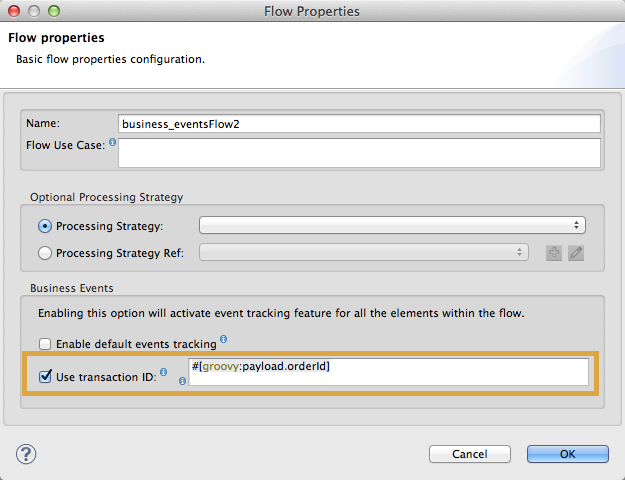 Flow Properties
Flow properties
Basic flow properties configuration.
Name: business_eventsFlow2
Flow Use Case:
Optional Processing Strategy
Processing Strategy:
Processing Strategy Ref:
Business Events
Enabling this option will activate event tracking feature for all the elements within the flow.
Enable default events tracking
Use transaction ID: #[groovy:payload.orderId]
? Cancel OK